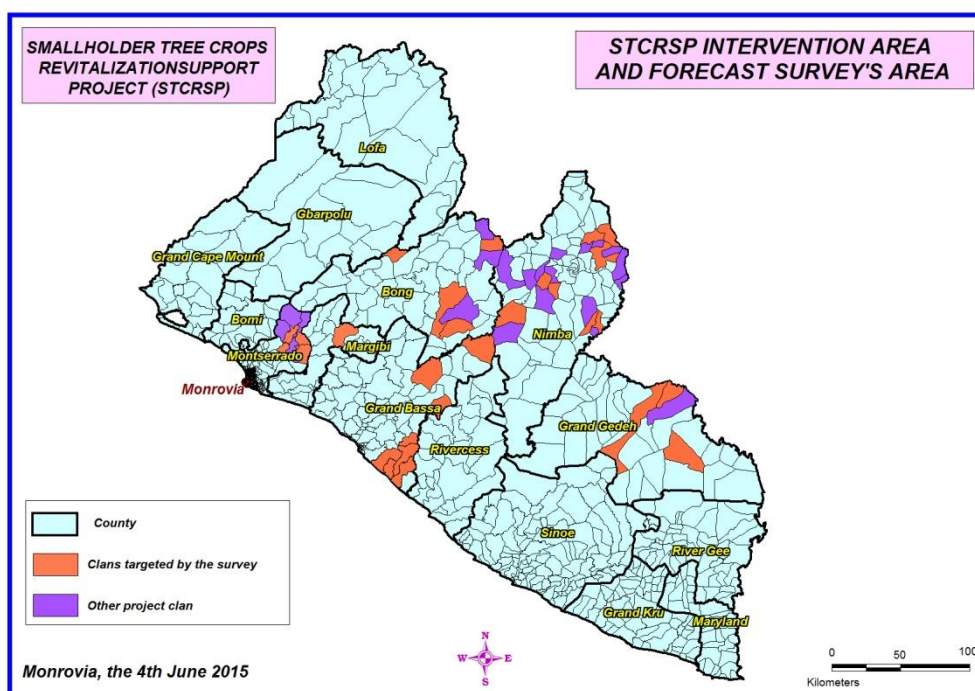 SMALLHOLDER TREE CROPS
REVITALIZATIONSUPPORT
PROJECT (STCRSP)
STCRSP INTERVENTION AREA
AND FORECAST SURVEY'S AREA
Lofa
Gbarpolu
Grand Cape Mount
Bong
Bomi
Nimba
Margibi
Montserrado
Monrovia
Grand Bassa
Grand Gedeh
Rivercess
Sinoe
River Gee
Grand Kru
Maryland
County
Clans targeted by the survey
Other project clan
N
W E
S
0 50 100
Kilometers
Monrovia, the 4th June 2015